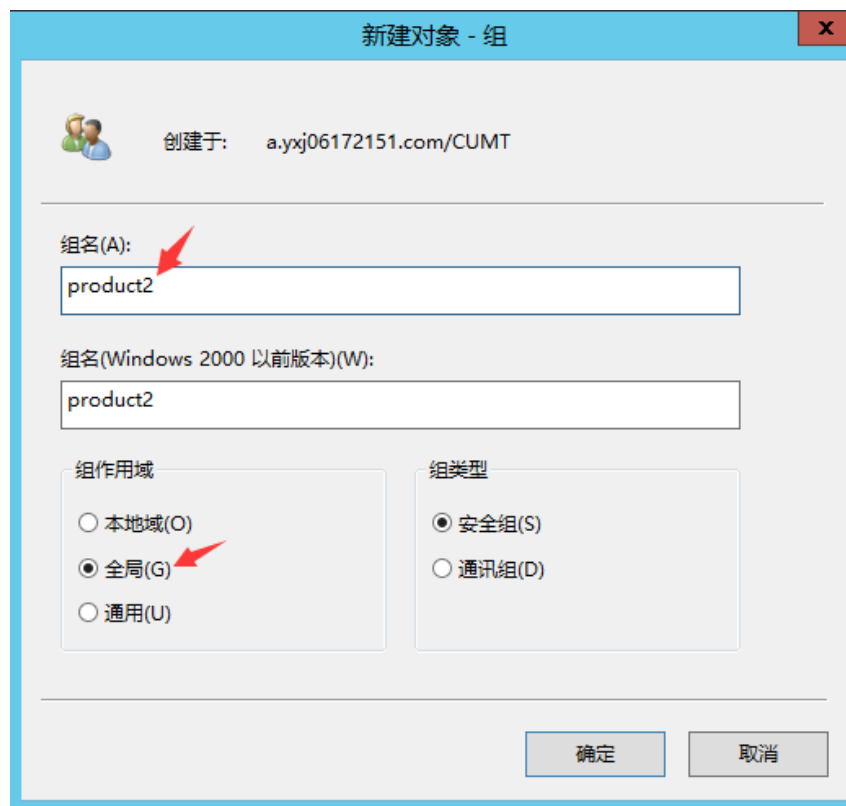 新建对象 - 组
x
创建于: a.yxj06172151.com/CUMT
组名(A):
product2
组名(Windows 2000 以前版本)(W):
product2
组作用域
本地域(O)
全局(G)
通用(U)
组类型
安全组(S)
通讯组(D)
确定
取消